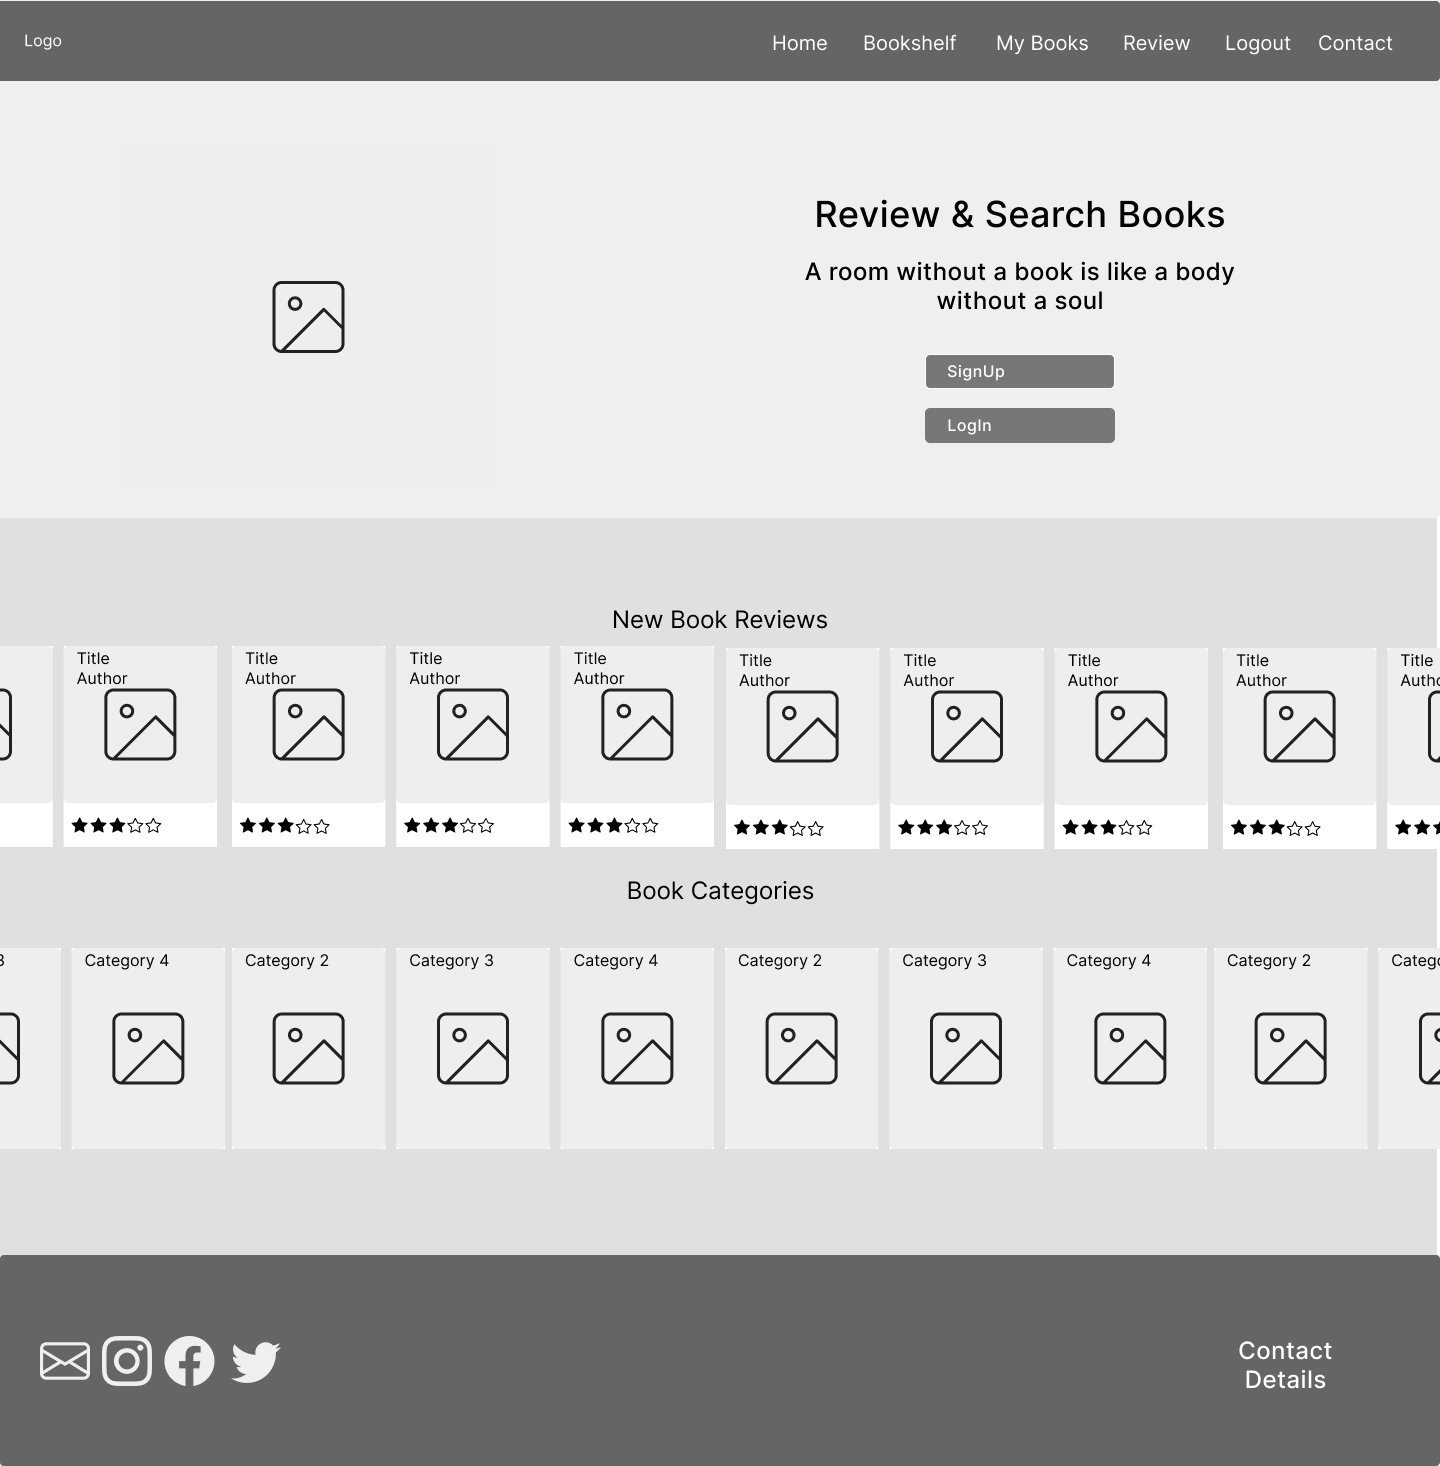 Logo
Home Bookshelf My Books Review Logout Contact
Review & Search Books
A room without a book is like a body
without a soul
SignUp
LogIn
New Book Reviews
Title Title Title Title Title Title Title Title Title
Author Author Author Author Author Author Author Author
Book Categories
3 Category 4 Category 2 Category 3 Category 4 Category 2 Category 3 Category 4 Category 2
Contact
Details